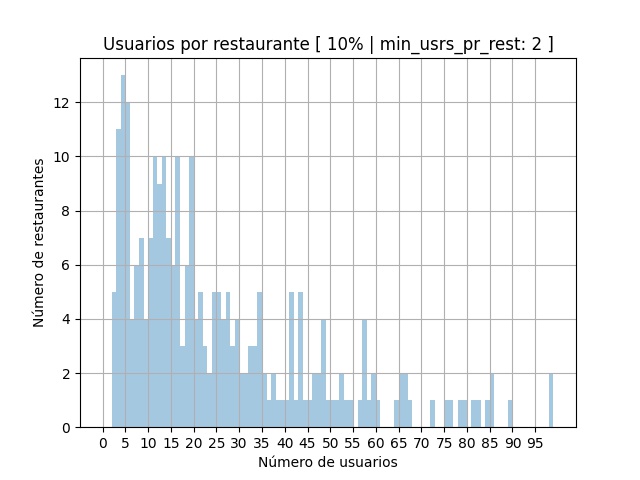 Usuarios por restaurante [ 10% | min_usrs_pr_rest: 2 ]
12
10
8
6
4
2
0
Número de restaurantes
0 5 10 15 20 25 30 35 40 45 50 55 60 65 70 75 80 85 90 95
Número de usuarios